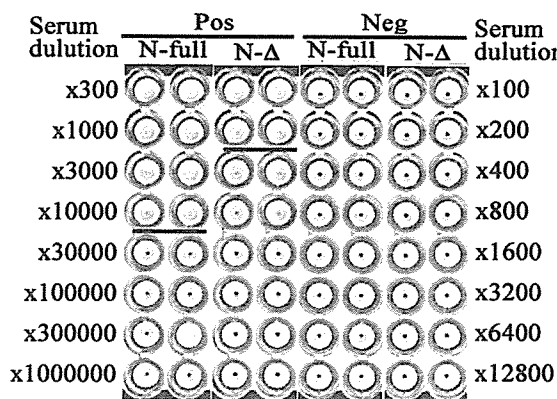 Serum dulution Pos Neg Serum dulution
N-full N-Δ N-full N-Δ
x300 x100
x1000 x200
x3000 x400
x10000 x800
x30000 x1600
x100000 x3200
x300000 x6400
x1000000 x12800